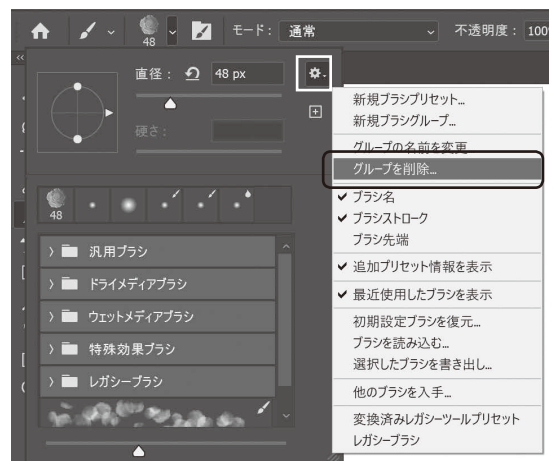 48
モード：
通常
不透明度：
100
直径：
48 px
硬さ：
48
汎用ブラシ
ドライメディアブラシ
ウェットメディアブラシ
特殊効果ブラシ
レガシーブラシ
新規ブラシプリセット...
新規ブラシグループ...
グループの名前を変更
グループを削除...
ブラシ名
ブラシストローク
ブラシ先端
追加プリセット情報を表示
最近使用したブラシを表示
初期設定ブラシを復元...
ブラシを読み込む...
選択したブラシを書き出し...
他のブラシを入手...
変換済みレガシーツールプリセット
レガシーブラシ